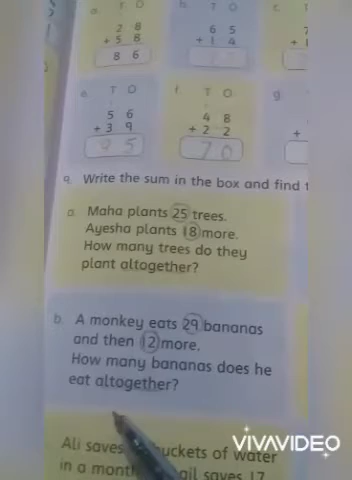 a. T O b. T O c. T
2 8 6 5 7
+ 5 8 + 1 4 + 1
8 6
e. T O f. T O g.
5 6 4 8
+ 3 9 + 2 2 +
9 5 7 0
9. Write the sum in the box and find
a. Maha plants 25 trees.
Ayesha plants 18 more.
How many trees do they
plant altogether?
b. A monkey eats 29 bananas
and then 12 more.
How many bananas does he
eat altogether?
Ali saves buckets of water
in a month. saves 17
VIVAVIDEO